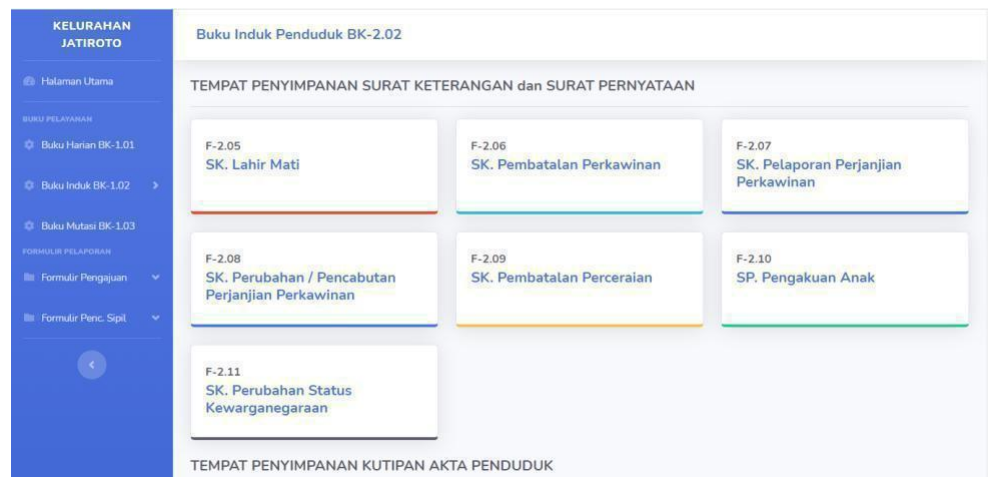 KELURAHAN
JATIROTO
Halaman Utama
BUKU PELAYANAN
Buku Harian BK-1.01
Buku Induk BK-1.02
Buku Mutasi BK-1.03
FORMULIR PELAPORAN
Formulir Pengajuan
Formulir Penc. Sipil
Buku Induk Penduduk BK-2.02
TEMPAT PENYIMPANAN SURAT KETERANGAN dan SURAT PERNYATAAN
F-2.05
SK. Lahir Mati
F-2.06
SK. Pembatalan Perkawinan
F-2.07
SK. Pelaporan Perjanjian
Perkawinan
F-2.08
SK. Perubahan / Pencabutan
Perjanjian Perkawinan
F-2.09
SK. Pembatalan Perceraian
F-2.10
SP. Pengakuan Anak
F-2.11
SK. Perubahan Status
Kewarganegaraan
TEMPAT PENYIMPANAN KUTIPAN AKTA PENDUDUK